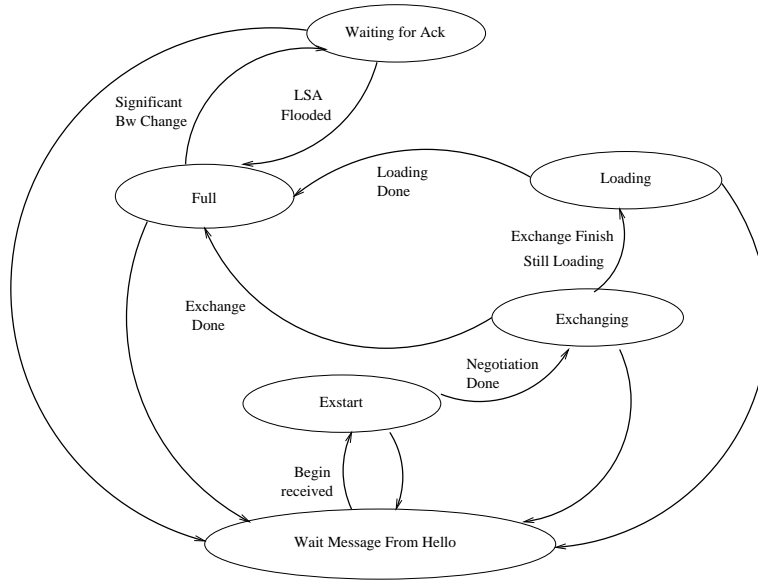 Waiting for Ack
Significant
Bw Change
LSA
Flooded
Loading
Done
Loading
Full
Exchange Finish
Still Loading
Exchange
Done
Exchanging
Negotiation
Done
Exstart
Begin
received
Wait Message From Hello